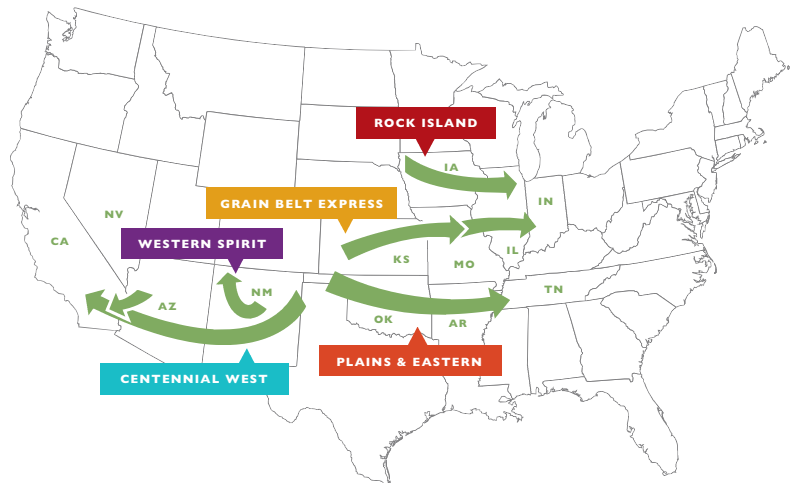 ROCK ISLAND
IA
GRAIN BELT EXPRESS
IN
NV
WESTERN SPIRIT
CA
IL
KS
MO
TN
NM
AZ
OK
AR
PLAINS & EASTERN
CENTENNIAL WEST